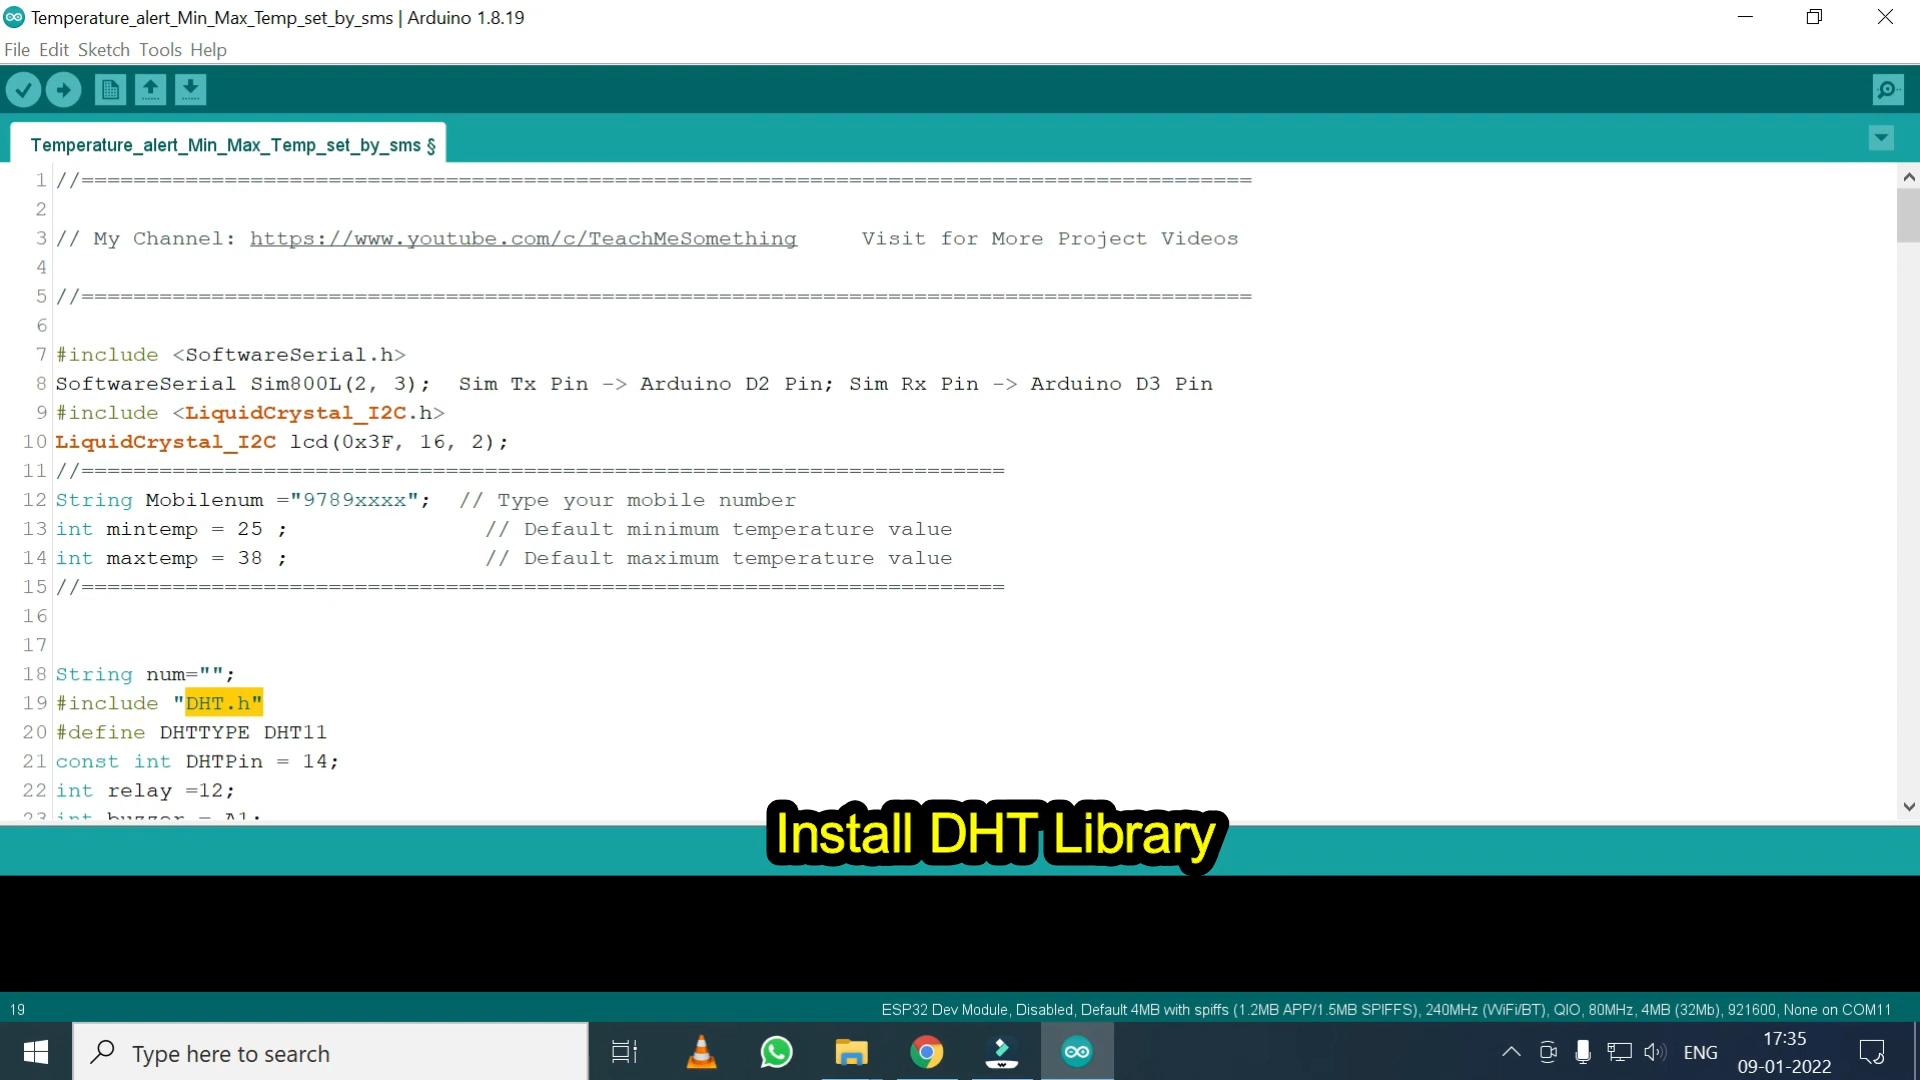 Temperature_alert_Min_Max_Temp_set_by_sms | Arduino 1.8.19
File Edit Sketch Tools Help
Temperature_alert_Min_Max_Temp_set_by_sms §
1 //==========================================================================================
2
3 // My Channel: https://www.youtube.com/c/TeachMeSomething     Visit for More Project Videos
4
5 //==========================================================================================
6
7 #include <SoftwareSerial.h>
8 SoftwareSerial Sim800L(2, 3);  Sim Tx Pin -> Arduino D2 Pin; Sim Rx Pin -> Arduino D3 Pin
9 #include <LiquidCrystal_I2C.h>
10 LiquidCrystal_I2C lcd(0x3F, 16, 2);
11 //=======================================================================
12 String Mobilenum ="9789xxxx";  // Type your mobile number
13 int mintemp = 25 ;               // Default minimum temperature value
14 int maxtemp = 38 ;               // Default maximum temperature value
15 //=======================================================================
16
17
18 String num="";
19 #include "DHT.h"
20 #define DHTTYPE DHT11
21 const int DHTPin = 14;
22 int relay =12;
23 int buzzer = A1;
Install DHT Library
19
ESP32 Dev Module, Disabled, Default 4MB with spiffs (1.2MB APP/1.5MB SPIFFS), 240MHz (WiFi/BT), QIO, 80MHz, 4MB (32Mb), 921600, None on COM11
Type here to search
ENG
17:35
09-01-2022